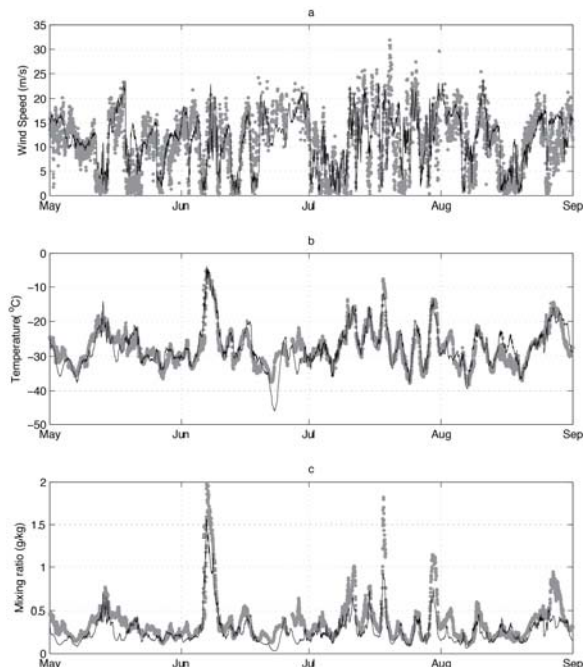 a
35
30
25
20
15
10
5
0
Wind Speed (m/s)
May Jun Jul Aug Sep
b
0
−10
−20
−30
−40
−50
Temperature( °C)
May Jun Jul Aug Sep
c
2
1.5
1
0.5
0
Mixing ratio (g/kg)
May Jun Jul Aug Sep